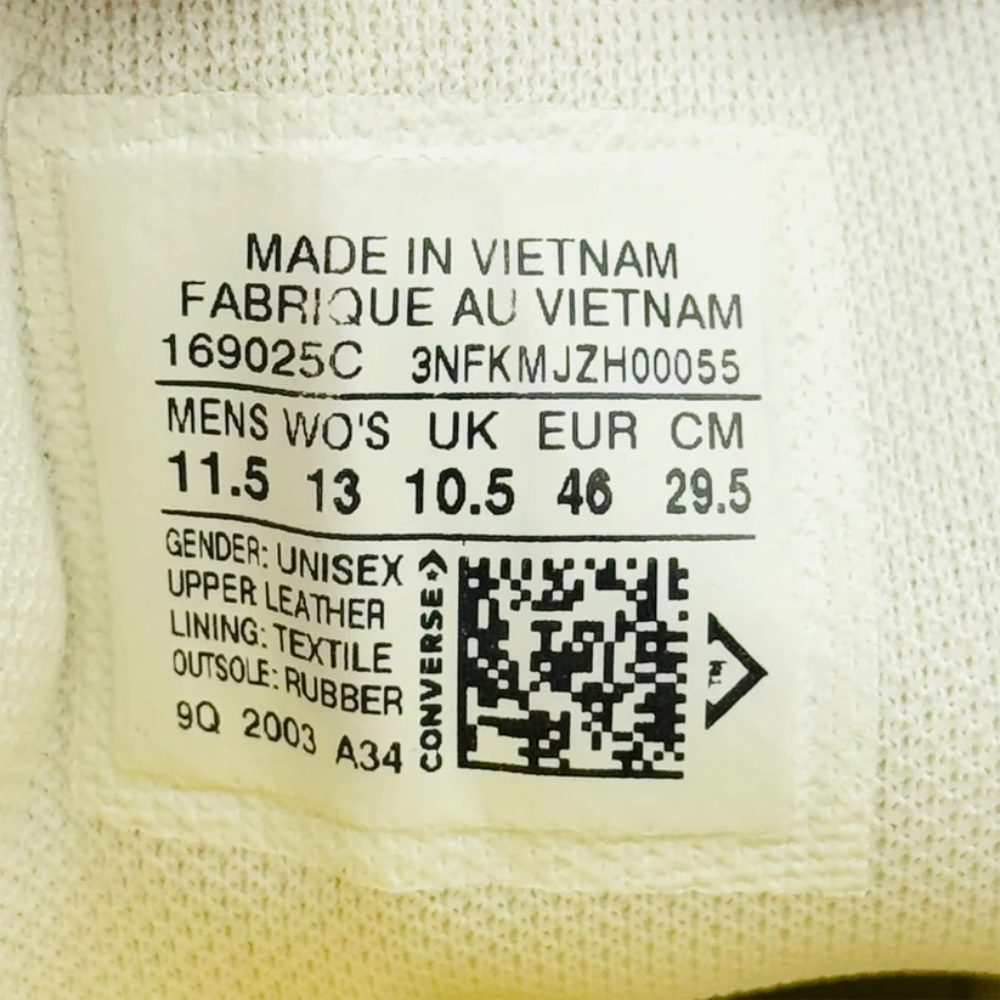 MADE IN VIETNAM
FABRIQUE AU VIETNAM
169025C 3NFKMJZH00055
MENS WO'S UK EUR CM
11.5 13 10.5 46 29.5
GENDER: UNISEX
UPPER LEATHER
LINING: TEXTILE
OUTSOLE: RUBBER
9Q 2003 A34
CONVERSE
TM